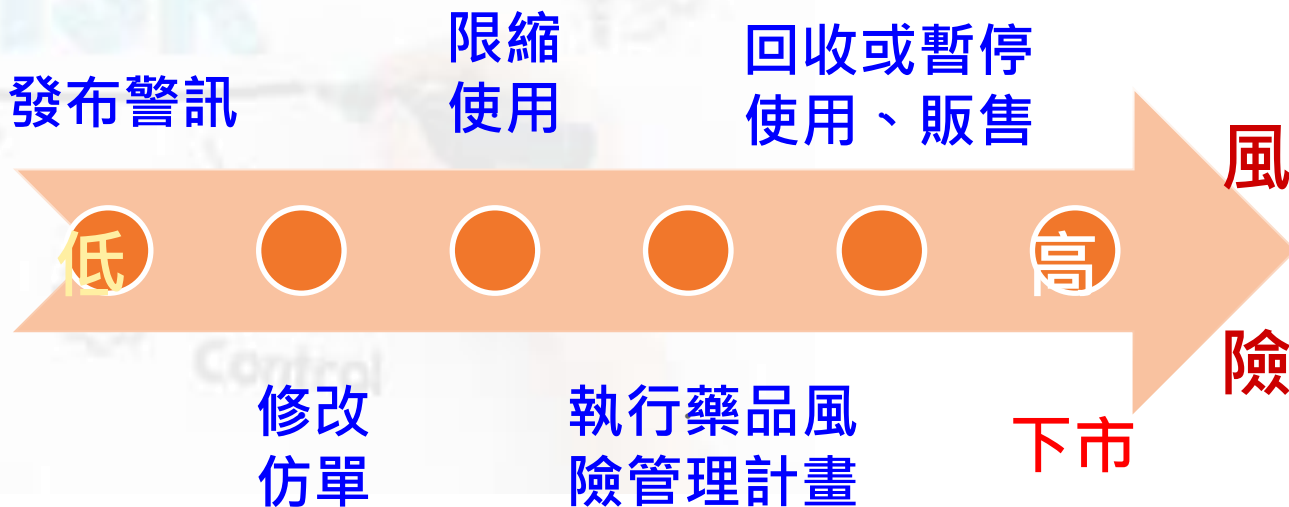 發布警訊
限縮
使用
回收或暫停
使用、販售
風
險
低
高
修改
仿單
執行藥品風
險管理計畫
下市
Control